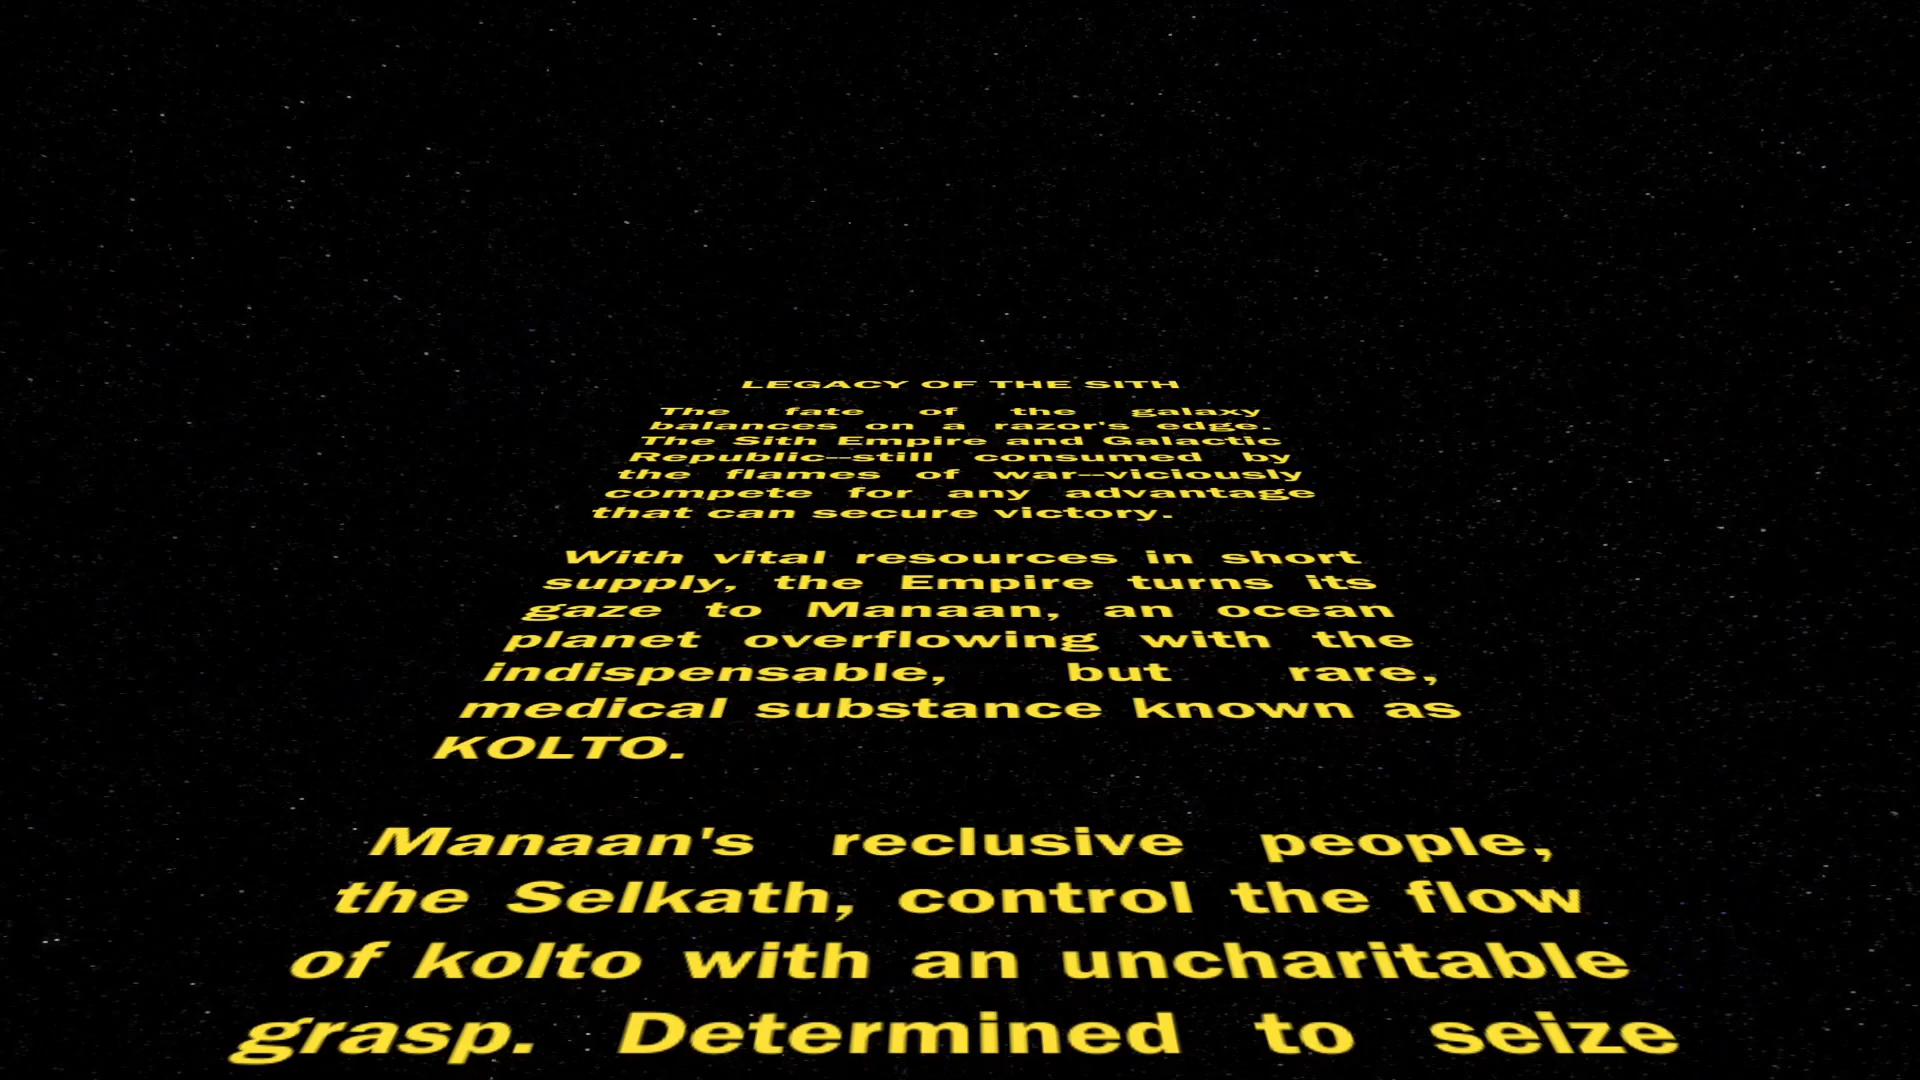 LEGACY OF THE SITH
The fate of the galaxy
balances on a razor's edge.
The Sith Empire and Galactic
Republic--still consumed by
the flames of war--viciously
compete for any advantage
that can secure victory.
With vital resources in short
supply, the Empire turns its
gaze to Manaan, an ocean
planet overflowing with the
indispensable, but rare,
medical substance known as
KOLTO.
Manaan's reclusive people,
the Selkath, control the flow
of kolto with an uncharitable
grasp. Determined to seize